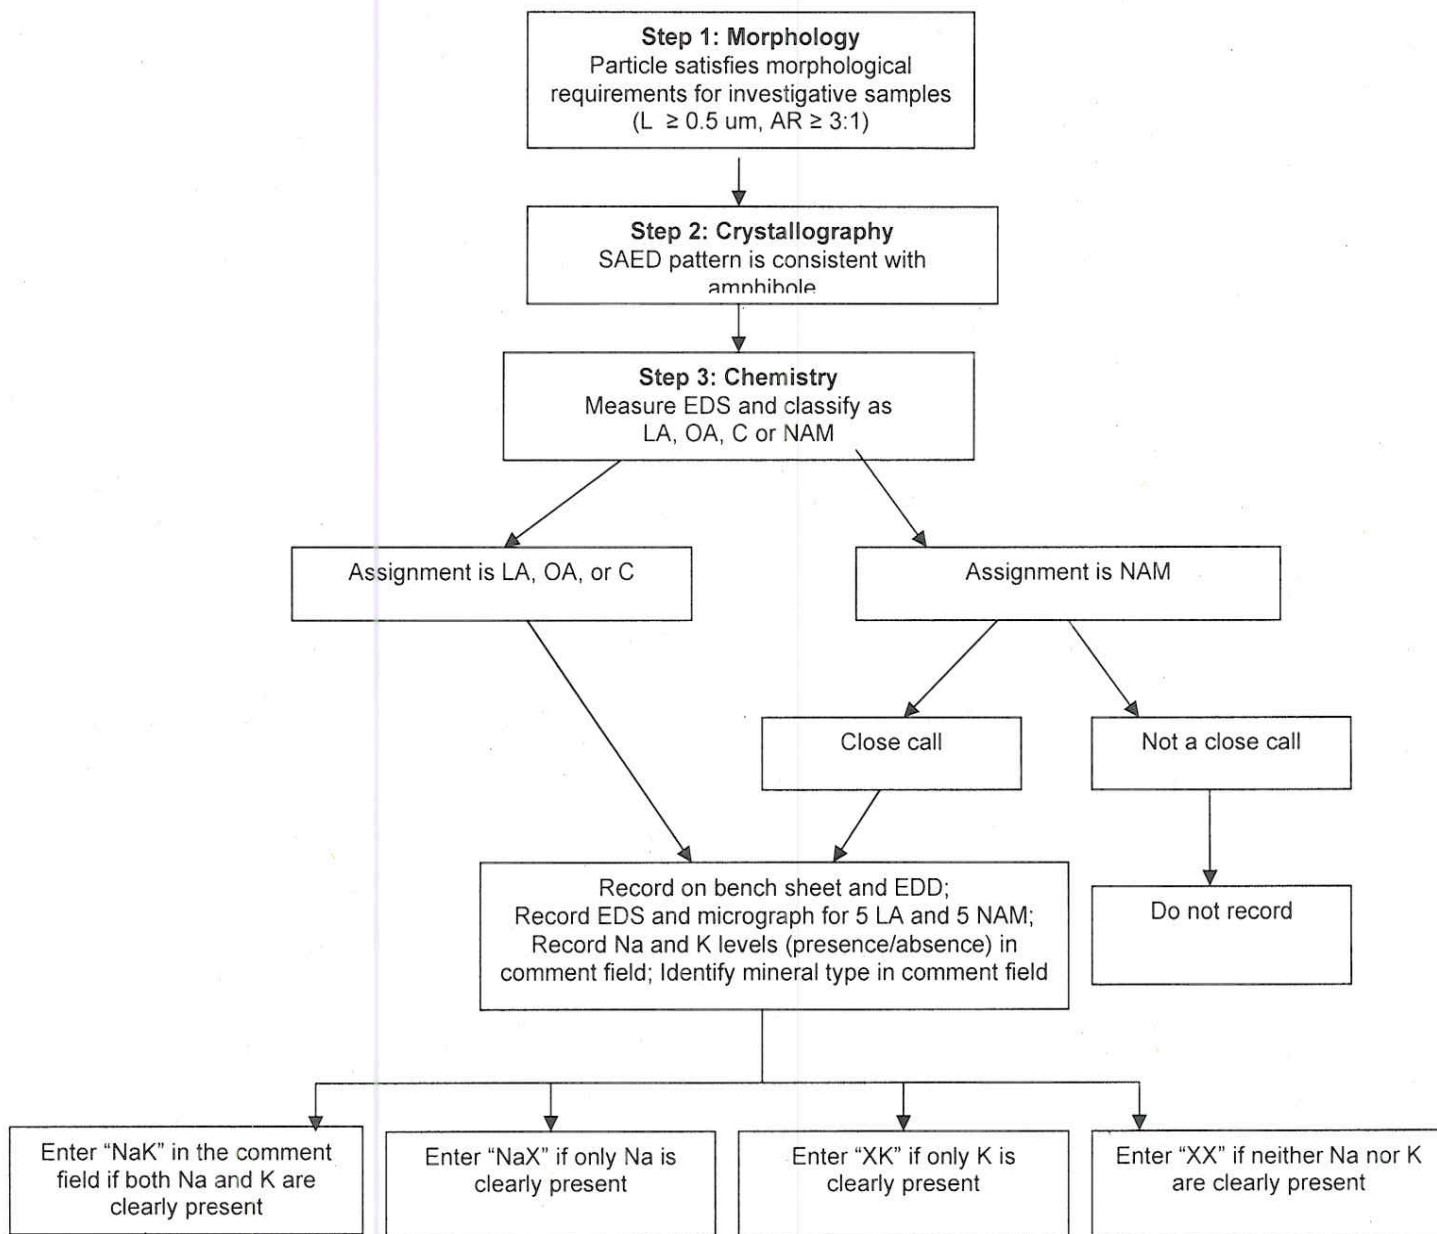 Step 1: Morphology
Particle satisfies morphological
requirements for investigative samples
(L ≥ 0.5 um, AR ≥ 3:1)
Step 2: Crystallography
SAED pattern is consistent with
amphibole
Step 3: Chemistry
Measure EDS and classify as
LA, OA, C or NAM
Assignment is LA, OA, or C
Assignment is NAM
Close call
Not a close call
Record on bench sheet and EDD;
Record EDS and micrograph for 5 LA and 5 NAM;
Record Na and K levels (presence/absence) in
comment field; Identify mineral type in comment field
Do not record
Enter “NaK” in the comment
field if both Na and K are
clearly present
Enter “NaX” if only Na is
clearly present
Enter “XK” if only K is
clearly present
Enter “XX” if neither Na nor K
are clearly present